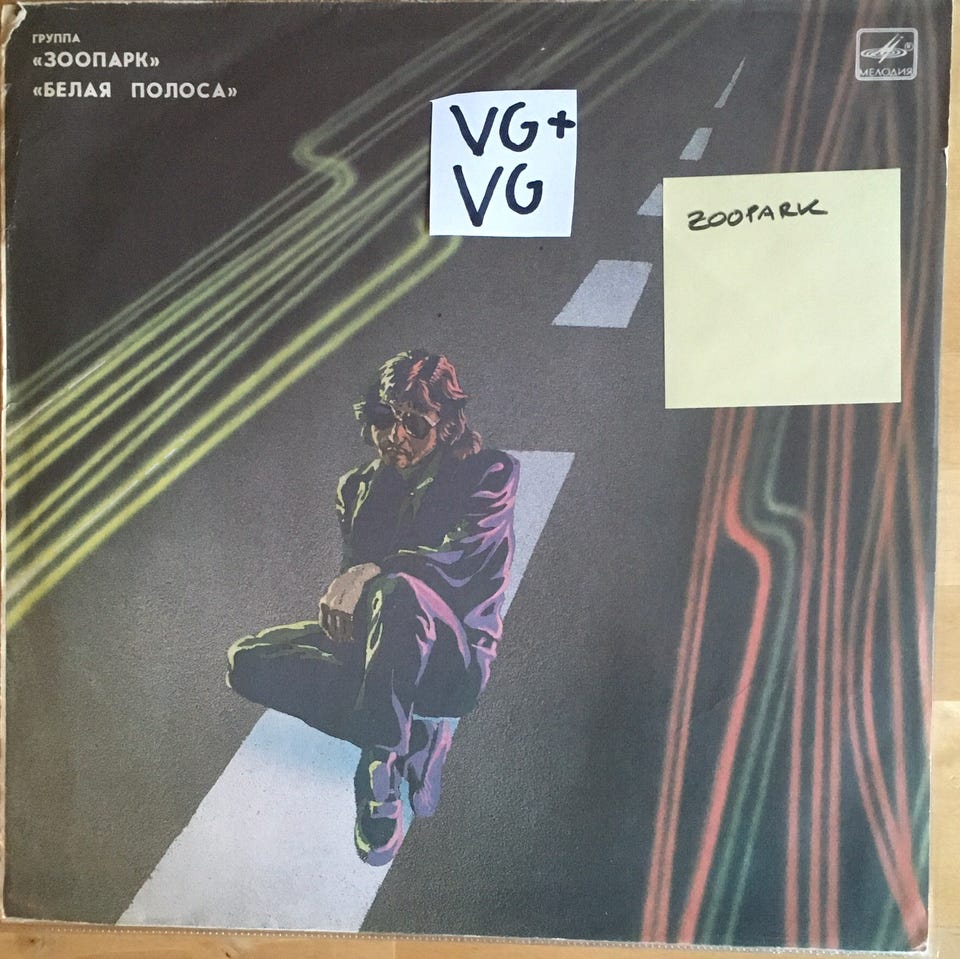 ГРУППА
«ЗООПАРК»
«БЕЛАЯ ПОЛОСА»
МЕЛОДИЯ
VG+
VG
ZOOPARK